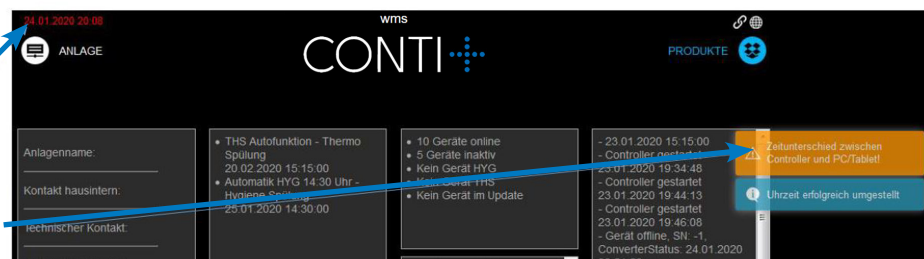 24.01.2020 20:08
wms
ANLAGE
CONTI
PRODUKTE
Anlagenname:
Kontakt hausintern:
Technischer Kontakt:
THS Autofunktion - Thermo
Spülung
20.02.2020 15:15:00
Automatik HYG 14:30 Uhr -
Hygiene Spülung
25.01.2020 14:30:00
10 Geräte online
5 Geräte inaktiv
Kein Gerät HYG
Kein Gerät THS
Kein Gerät im Update
- 23.01.2020 15:15:00
- Controller gestartet
23.01.2020 19:34:48
- Controller gestartet
23.01.2020 19:44:13
- Controller gestartet
23.01.2020 19:46:08
- Gerät offline, SN: -1,
ConverterStatus: 24.01.2020
Zeitunterschied zwischen
Controller und PC/Tablet!
Uhrzeit erfolgreich umgestellt